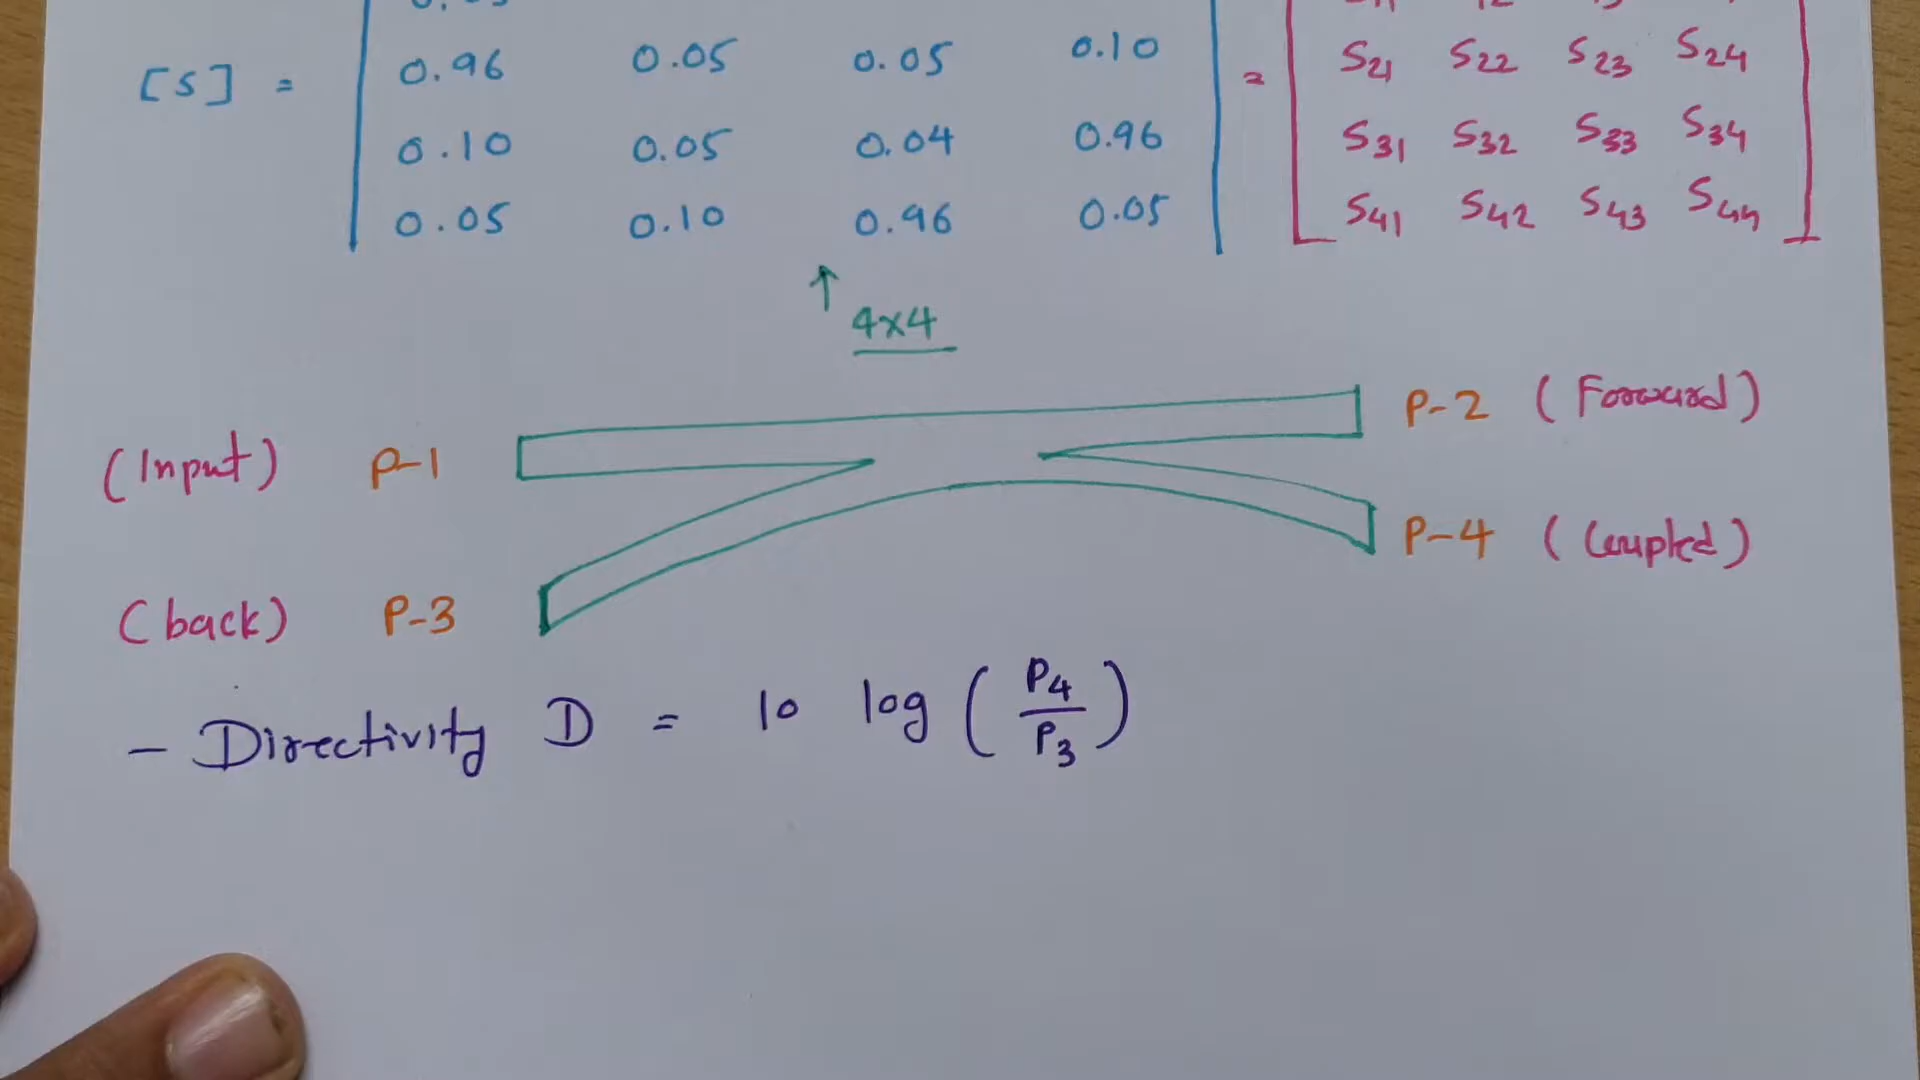 [S] =
0.96 0.05 0.05 0.10
0.10 0.05 0.04 0.96
0.05 0.10 0.96 0.05
=
S21 S22 S23 S24
S31 S32 S33 S34
S41 S42 S43 S44
↑ 4x4
(Input) P-1
P-2 (Forward)
P-4 (Coupled)
(back) P-3
- Directivity D = 10 log (P4/P3)